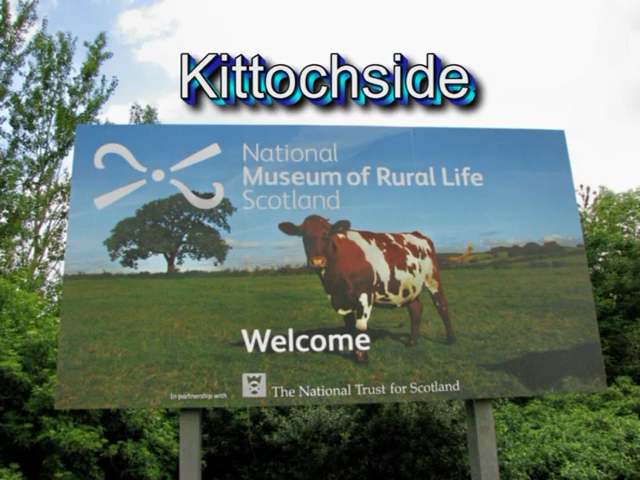 Kittochside
National
Museum of Rural Life
Scotland
Welcome
In partnership with
The National Trust for Scotland